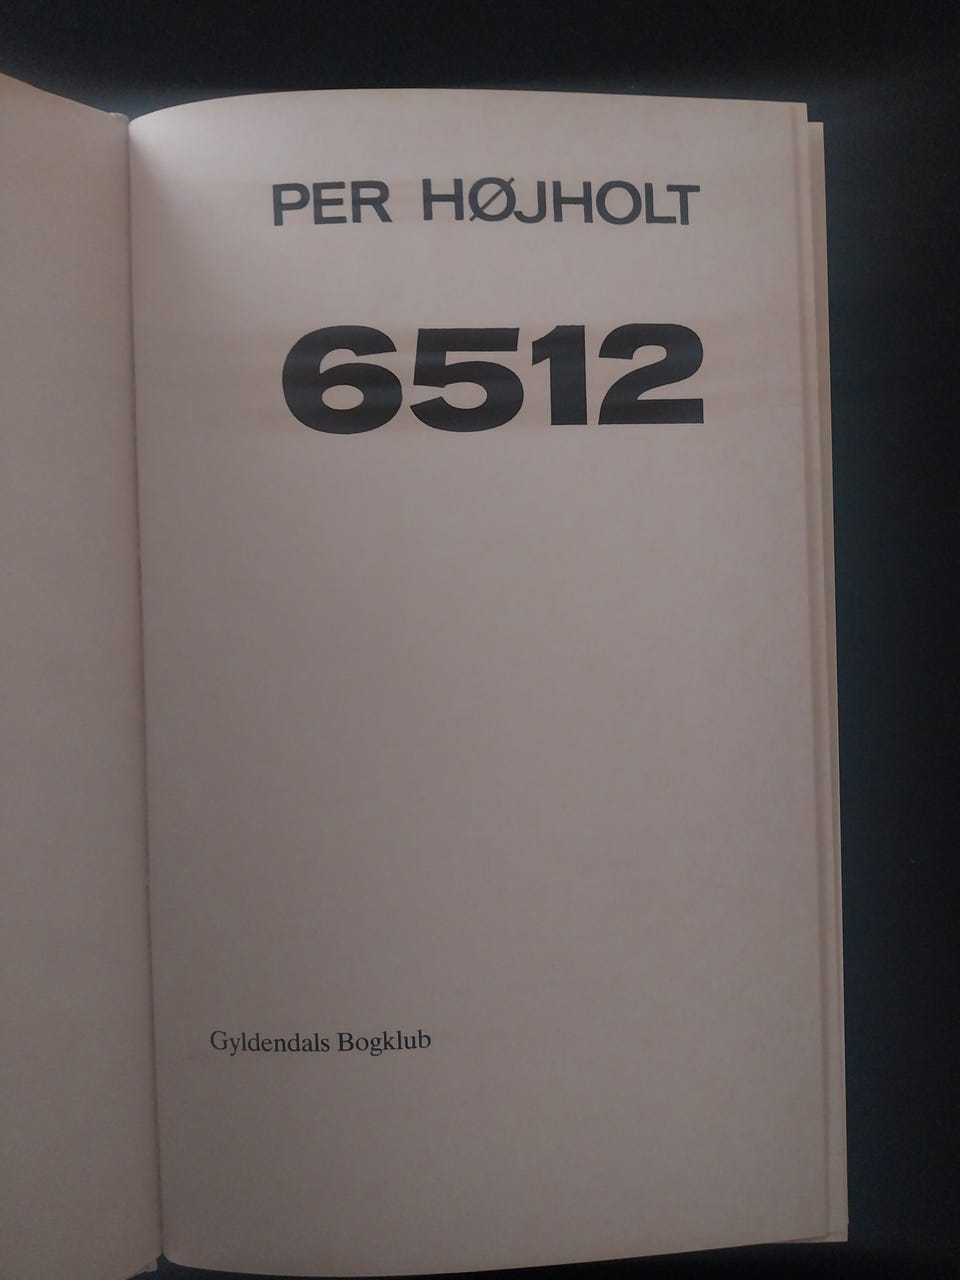 PER HØJHOLT
6512
Gyldendals Bogklub